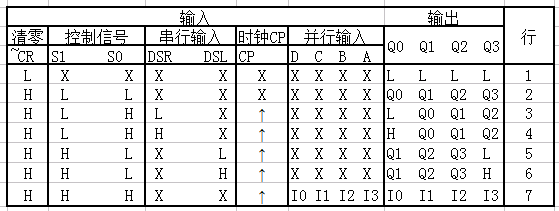 输入 输出 行
清零 控制信号 串行输入 时钟CP 并行输入 Q0 Q1 Q2 Q3
~CR S1 S0 DSR DSL CP D C B A
L X X X X X X X X X L L L L 1
H L L X X X X X X X Q0 Q1 Q2 Q3 2
H L H L X ↑ X X X X L Q0 Q1 Q2 3
H L H H X ↑ X X X X H Q0 Q1 Q2 4
H H L X L ↑ X X X X Q1 Q2 Q3 L 5
H H L X H ↑ X X X X Q1 Q2 Q3 H 6
H H H X X ↑ I0 I1 I2 I3 I0 I1 I2 I3 7